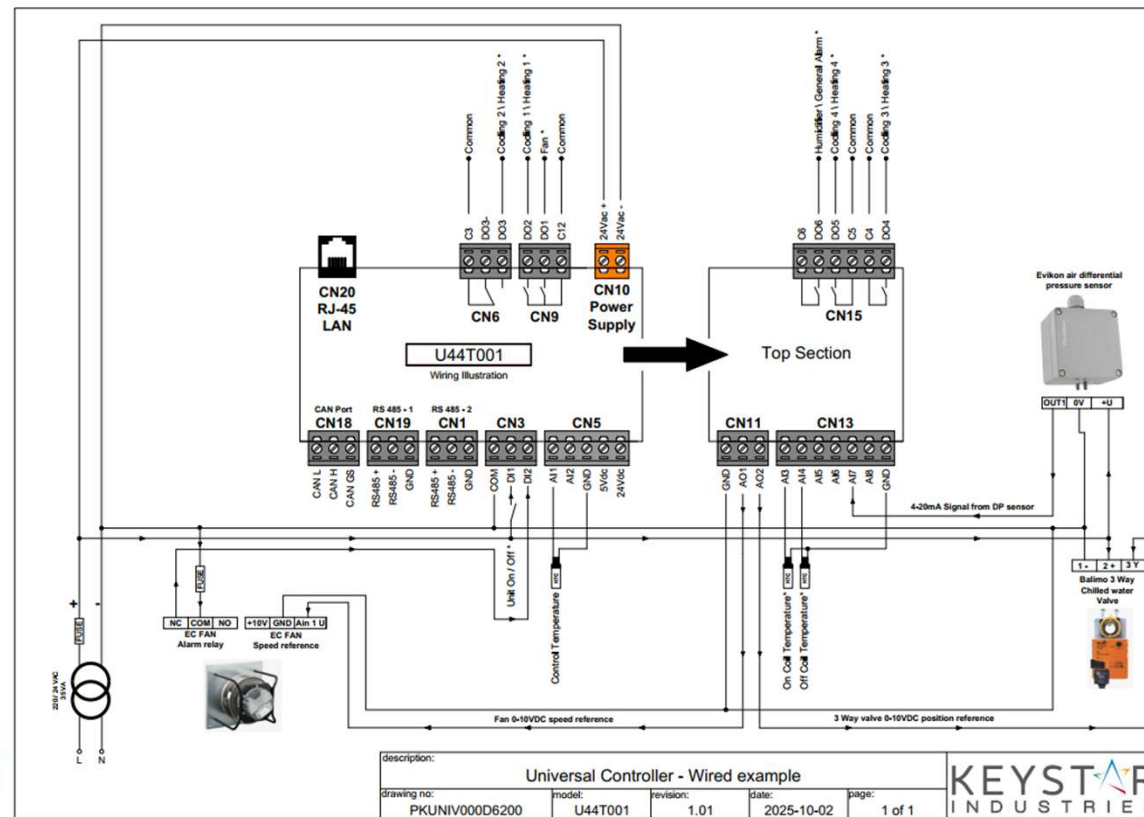 Common
Cooling 2 \ Heating 2 *
Cooling 1 \ Heating 1 *
Fan *
Common
24Vac +
24Vac -
C3
DO3-
DO3
DO2
DO1
C12
CN20
RJ-45
LAN
CN6
CN9
CN10
Power
Supply
U44T001
Wiring Illustration
Humidifier \ General Alarm *
Cooling 4 \ Heating 4 *
Common
Common
Cooling 3 \ Heating 3 *
C6
DO6
DO5
C5
C4
DO4
CN15
Top Section
Evikon air differential
pressure sensor
OUT1 0V +U
CAN Port
CN18
RS 485 - 1
CN19
RS 485 - 2
CN1
CN3
CN5
CN11
CN13
CAN L
CAN H
CAN GS
RS485 +
RS485 -
GND
RS485 +
RS485 -
GND
COM
DI1
DI2
AI1
AI2
GND
5Vdc
24Vdc
GND
AO1
AO2
AI3
AI4
AI5
AI6
AI7
AI8
GND
4-20mA Signal from DP sensor
+ -
FUSE
FUSE
NC COM NO
EC FAN
Alarm relay
+10V GND Ain 1 U
EC FAN
Speed reference
Unit On / Off *
NTC
Control Temperature
NTC
NTC
On Coil Temperature*
Off Coil Temperature*
1 - 2 + 3 Y
Balimo 3 Way
Chilled water
Valve
220/ 24 VAC
35VA
L N
Fan 0-10VDC speed reference
3 Way valve 0-10VDC position reference
description:
Universal Controller - Wired example
drawing no:
PKUNIV000D6200
model:
U44T001
revision:
1.01
date:
2025-10-02
page:
1 of 1
KEYSTAR
INDUSTRIE